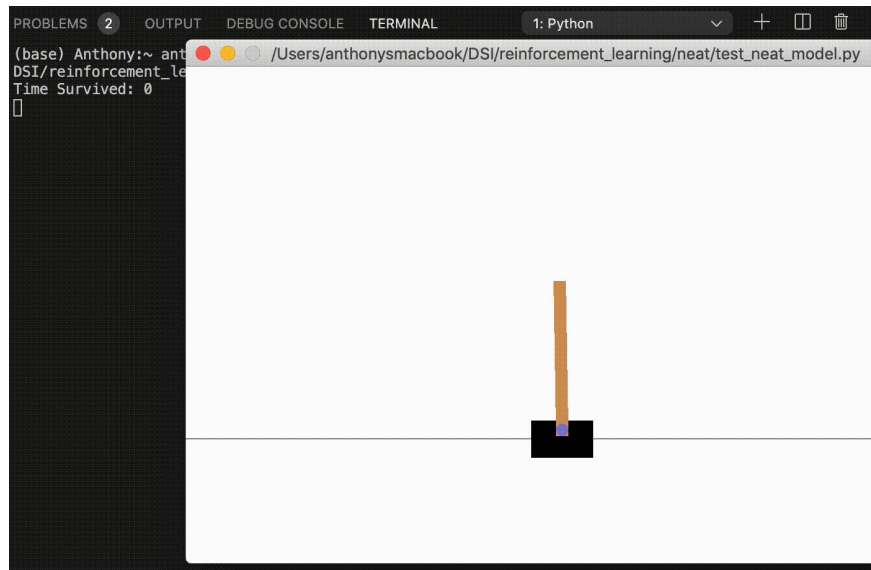 PROBLEMS 2 OUTPUT DEBUG CONSOLE TERMINAL 1: Python
(base) Anthony:~ ant
/Users/anthonysmacbook/DSI/reinforcement_learning/neat/test_neat_model.py
DSI/reinforcement_le
Time Survived: 0